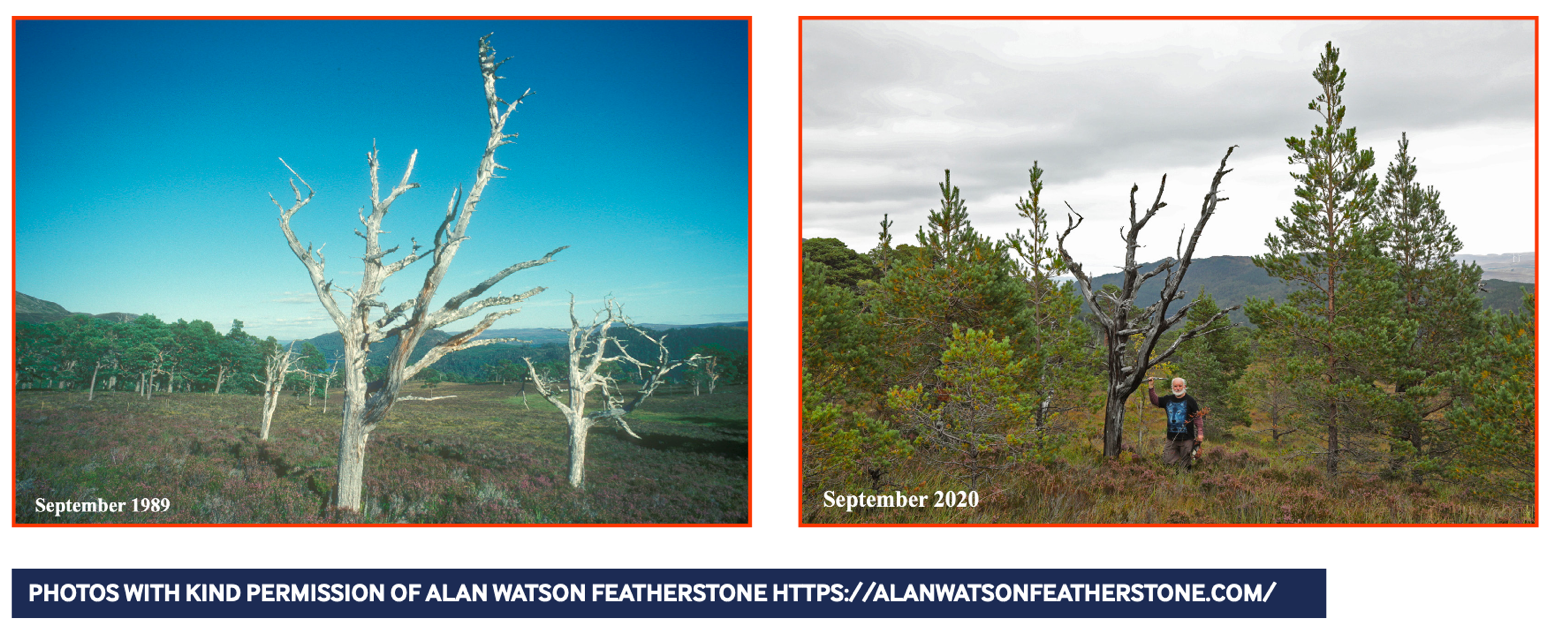 September 1989
September 2020
PHOTOS WITH KIND PERMISSION OF ALAN WATSON FEATHERSTONE HTTPS://ALANWATSONFEATHERSTONE.COM/